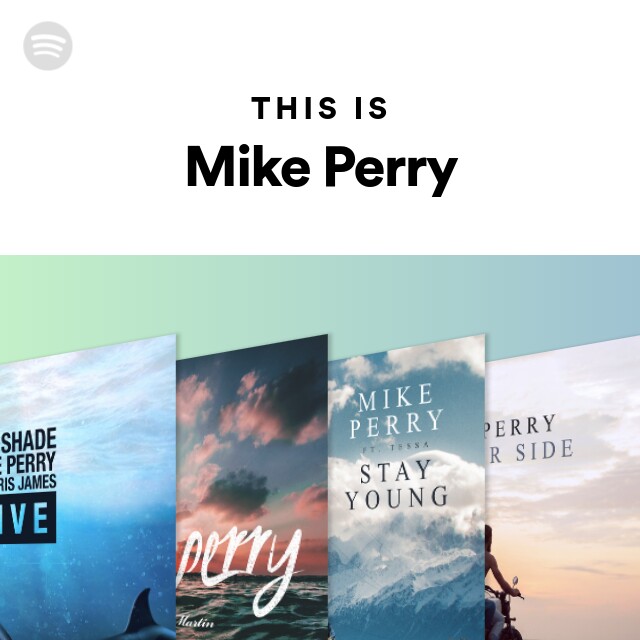 THIS IS
Mike Perry
SHADE
E PERRY
RIS JAMES
IVE
perry
Martin
MIKE
PERRY
FT. TESSA
STAY
YOUNG
PERRY
R SIDE